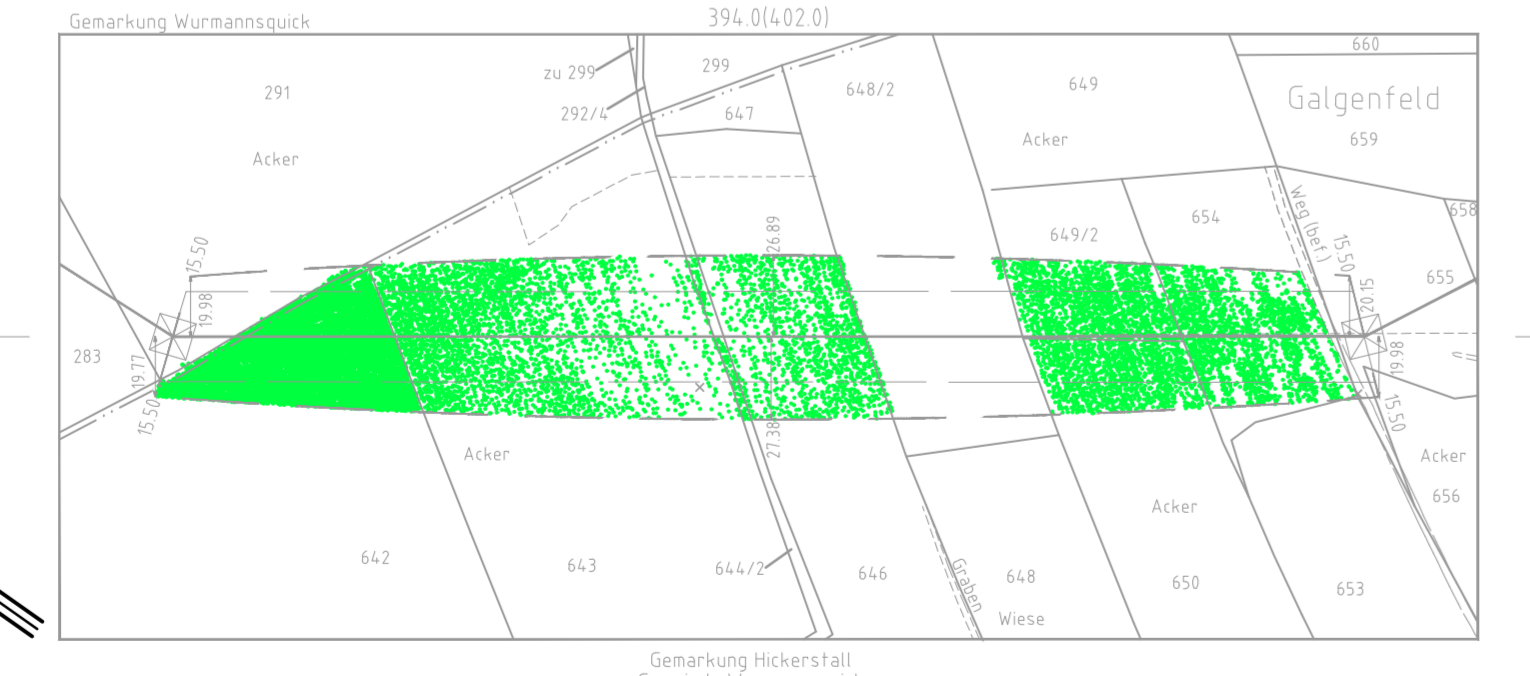 Gemarkung Wurmannsquick
394.0(402.0)
660
zu 299
299
291
648/2
649
Galgenfeld
292/4
647
Acker
659
Acker
658
654
Weg (bef.)
649/2
26.89
15.50
15.50
655
19.98
20.15
283
19.77
19.98
15.50
15.50
27.38
Acker
Acker
656
Acker
642
643
644/2
646
Graben
648
650
653
Wiese
Gemarkung Hickerstall